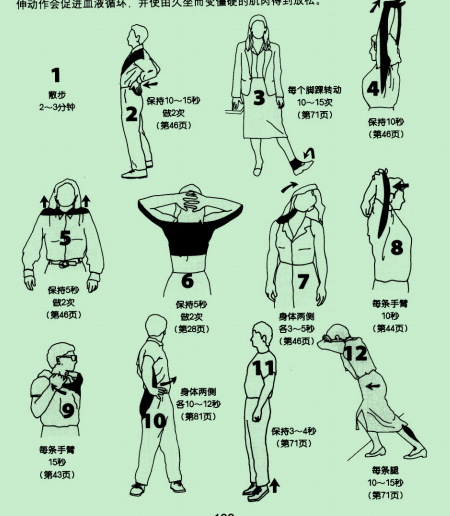 伸动作会促进血液循环，并使由久坐而变僵硬的肌肉得到放松。
1
散步
2～3分钟
2
保持10～15秒
做2次
（第46页）
3
每个脚踝转动
10～15次
（第71页）
4
保持10秒
（第46页）
5
保持5秒
做2次
（第46页）
6
保持5秒
做2次
（第28页）
7
身体两侧
各3～5秒
（第46页）
8
每条手臂
10秒
（第44页）
9
每条手臂
15秒
（第43页）
10
身体两侧
各10～12秒
（第81页）
11
保持3～4秒
（第71页）
12
每条腿
10～15秒
（第71页）